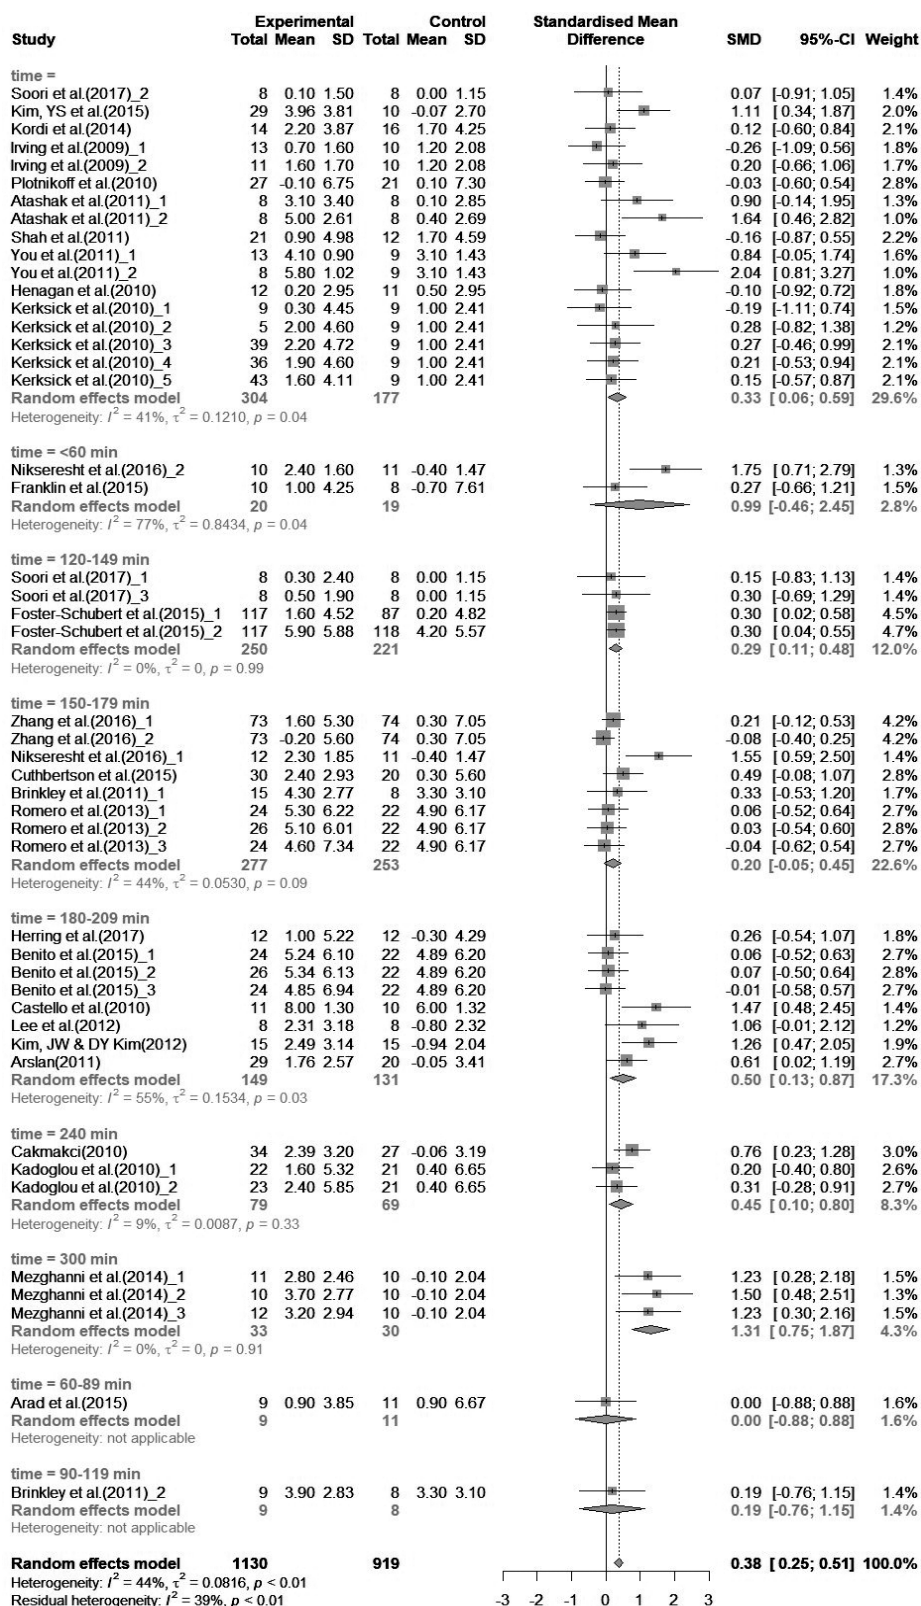 Experimental Control Standardised Mean
Study Total Mean SD Total Mean SD Difference SMD 95%-CI Weight
time =
Soori et al.(2017)_2 8 0.10 1.50 8 0.00 1.15 0.07 [-0.91; 1.05] 1.4%
Kim, YS et al.(2015) 29 3.96 3.81 10 -0.07 2.70 1.11 [0.34; 1.87] 2.0%
Kordi et al.(2014) 14 2.20 3.87 16 1.70 4.25 0.12 [-0.60; 0.84] 2.1%
Irving et al.(2009)_1 13 0.70 1.60 10 1.20 2.08 -0.26 [-1.09; 0.56] 1.8%
Irving et al.(2009)_2 11 1.60 1.70 10 1.20 2.08 0.20 [-0.66; 1.06] 1.7%
Plotnikoff et al.(2010) 27 -0.10 6.75 21 0.10 7.30 -0.03 [-0.60; 0.54] 2.8%
Atashak et al.(2011)_1 8 3.10 3.40 8 0.10 2.85 0.90 [-0.14; 1.95] 1.3%
Atashak et al.(2011)_2 8 5.00 2.61 8 0.40 2.69 1.64 [0.46; 2.82] 1.0%
Shah et al.(2011) 21 0.90 4.98 12 1.70 4.59 -0.16 [-0.87; 0.55] 2.2%
You et al.(2011)_1 13 4.10 0.90 9 3.10 1.43 0.84 [-0.05; 1.74] 1.6%
You et al.(2011)_2 8 5.80 1.02 9 3.10 1.43 2.04 [0.81; 3.27] 1.0%
Henagan et al.(2010) 12 0.20 2.95 11 0.50 2.95 -0.10 [-0.92; 0.72] 1.8%
Kerksick et al.(2010)_1 9 0.30 4.45 9 1.00 2.41 -0.19 [-1.11; 0.74] 1.5%
Kerksick et al.(2010)_2 5 2.00 4.60 9 1.00 2.41 0.28 [-0.82; 1.38] 1.2%
Kerksick et al.(2010)_3 39 2.20 4.72 9 1.00 2.41 0.27 [-0.46; 0.99] 2.1%
Kerksick et al.(2010)_4 36 1.90 4.60 9 1.00 2.41 0.21 [-0.53; 0.94] 2.1%
Kerksick et al.(2010)_5 43 1.60 4.11 9 1.00 2.41 0.15 [-0.57; 0.87] 2.1%
Random effects model 304 177 0.33 [0.06; 0.59] 29.6%
Heterogeneity: I² = 41%, τ² = 0.1210, p = 0.04
time = <60 min
Nikseresht et al.(2016)_2 10 2.40 1.60 11 -0.40 1.47 1.75 [0.71; 2.79] 1.3%
Franklin et al.(2015) 10 1.00 4.25 8 -0.70 7.61 0.27 [-0.66; 1.21] 1.5%
Random effects model 20 19 0.99 [-0.46; 2.45] 2.8%
Heterogeneity: I² = 77%, τ² = 0.8434, p = 0.04
time = 120-149 min
Soori et al.(2017)_1 8 0.30 2.40 8 0.00 1.15 0.15 [-0.83; 1.13] 1.4%
Soori et al.(2017)_3 8 0.50 1.90 8 0.00 1.15 0.30 [-0.69; 1.29] 1.4%
Foster-Schubert et al.(2015)_1 117 1.60 4.52 87 0.20 4.82 0.30 [0.02; 0.58] 4.5%
Foster-Schubert et al.(2015)_2 117 5.90 5.88 118 4.20 5.57 0.30 [0.04; 0.55] 4.7%
Random effects model 250 221 0.29 [0.11; 0.48] 12.0%
Heterogeneity: I² = 0%, τ² = 0, p = 0.99
time = 150-179 min
Zhang et al.(2016)_1 73 1.60 5.30 74 0.30 7.05 0.21 [-0.12; 0.53] 4.2%
Zhang et al.(2016)_2 73 -0.20 5.60 74 0.30 7.05 -0.08 [-0.40; 0.25] 4.2%
Nikseresht et al.(2016)_1 12 2.30 1.85 11 -0.40 1.47 1.55 [0.59; 2.50] 1.4%
Cuthbertson et al.(2015) 30 2.40 2.93 20 0.30 5.60 0.49 [-0.08; 1.07] 2.8%
Brinkley et al.(2011)_1 15 4.30 2.77 8 3.30 3.10 0.33 [-0.53; 1.20] 1.7%
Romero et al.(2013)_1 24 5.30 6.22 22 4.90 6.17 0.06 [-0.52; 0.64] 2.7%
Romero et al.(2013)_2 26 5.10 6.01 22 4.90 6.17 0.03 [-0.54; 0.60] 2.8%
Romero et al.(2013)_3 24 4.60 7.34 22 4.90 6.17 -0.04 [-0.62; 0.54] 2.7%
Random effects model 277 253 0.20 [-0.05; 0.45] 22.6%
Heterogeneity: I² = 44%, τ² = 0.0530, p = 0.09
time = 180-209 min
Herring et al.(2017) 12 1.00 5.22 12 -0.30 4.29 0.26 [-0.54; 1.07] 1.8%
Benito et al.(2015)_1 24 5.24 6.10 22 4.89 6.20 0.06 [-0.52; 0.63] 2.7%
Benito et al.(2015)_2 26 5.34 6.13 22 4.89 6.20 0.07 [-0.50; 0.64] 2.7%
Benito et al.(2015)_3 24 4.85 6.94 22 4.89 6.20 -0.01 [-0.58; 0.57] 2.7%
Castello et al.(2010) 11 8.00 1.30 10 6.00 1.32 1.47 [0.48; 2.45] 1.4%
Lee et al.(2012) 8 2.31 3.18 8 -0.80 2.32 1.06 [-0.01; 2.12] 1.3%
Kim, JW & DY Kim(2012) 15 2.49 3.14 15 -0.94 2.04 1.26 [0.47; 2.05] 1.9%
Arslan(2011) 29 1.76 2.57 20 -0.05 3.41 0.61 [0.02; 1.19] 2.7%
Random effects model 149 131 0.50 [0.13; 0.87] 17.3%
Heterogeneity: I² = 55%, τ² = 0.1534, p = 0.03
time = 240 min
Cakmakci(2010) 34 2.39 3.20 27 -0.06 3.19 0.76 [0.23; 1.28] 3.0%
Kadoglou et al.(2010)_1 22 1.60 5.32 21 0.40 6.65 0.20 [-0.40; 0.80] 2.7%
Kadoglou et al.(2010)_2 23 2.40 5.85 21 0.40 6.65 0.31 [-0.28; 0.91] 2.7%
Random effects model 79 69 0.45 [0.10; 0.80] 8.3%
Heterogeneity: I² = 9%, τ² = 0.0087, p = 0.33
time = 300 min
Mezghanni et al.(2014)_1 11 2.80 2.46 10 -0.10 2.04 1.23 [0.28; 2.18] 1.5%
Mezghanni et al.(2014)_2 10 3.70 2.77 10 -0.10 2.04 1.50 [0.48; 2.51] 1.3%
Mezghanni et al.(2014)_3 12 3.20 2.94 10 -0.10 2.04 1.23 [0.30; 2.16] 1.5%
Random effects model 33 30 1.31 [0.75; 1.87] 4.3%
Heterogeneity: I² = 0%, τ² = 0, p = 0.91
time = 60-89 min
Arad et al.(2015) 9 0.90 3.85 11 0.90 6.67 0.00 [-0.88; 0.88] 1.6%
Random effects model 9 11 0.00 [-0.88; 0.88] 1.6%
Heterogeneity: not applicable
time = 90-119 min
Brinkley et al.(2011)_2 9 3.90 2.83 8 3.30 3.10 0.19 [-0.76; 1.15] 1.4%
Random effects model 9 8 0.19 [-0.76; 1.15] 1.4%
Heterogeneity: not applicable
Random effects model 1130 919 0.38 [0.25; 0.51] 100.0%
Heterogeneity: I² = 44%, τ² = 0.0816, p < 0.01
Residual heterogeneity: I² = 39%, p < 0.01
-3 -2 -1 0 1 2 3